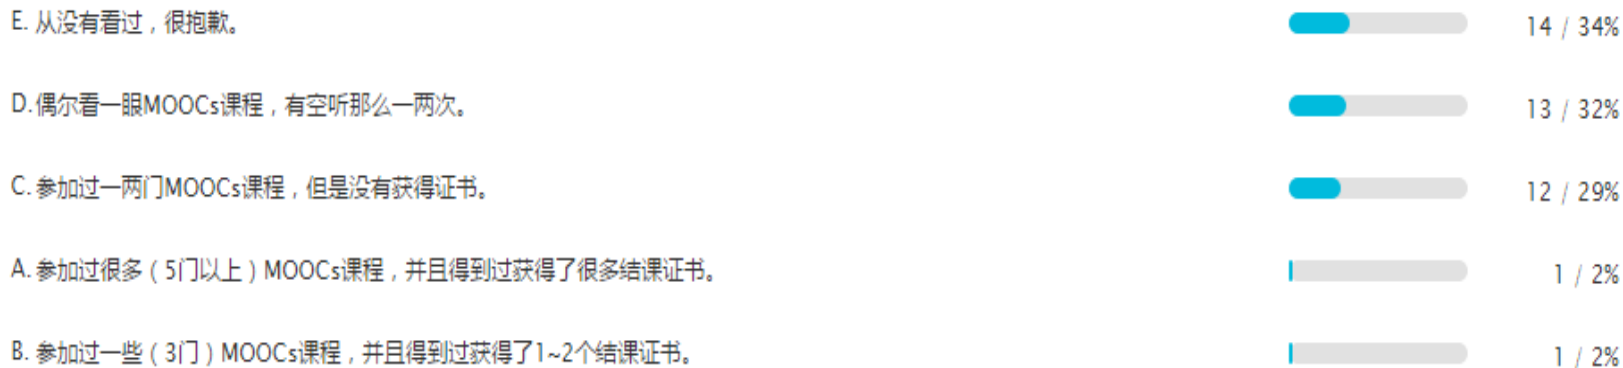 E. 从没有看过，很抱歉。 14 / 34%
D. 偶尔看一眼MOOCs课程，有空听那么一两次。 13 / 32%
C. 参加过一两门MOOCs课程，但是没有获得证书。 12 / 29%
A. 参加过很多（5门以上）MOOCs课程，并且得到过获得了很多结课证书。 1 / 2%
B. 参加过一些（3门）MOOCs课程，并且得到过获得了1~2个结课证书。 1 / 2%